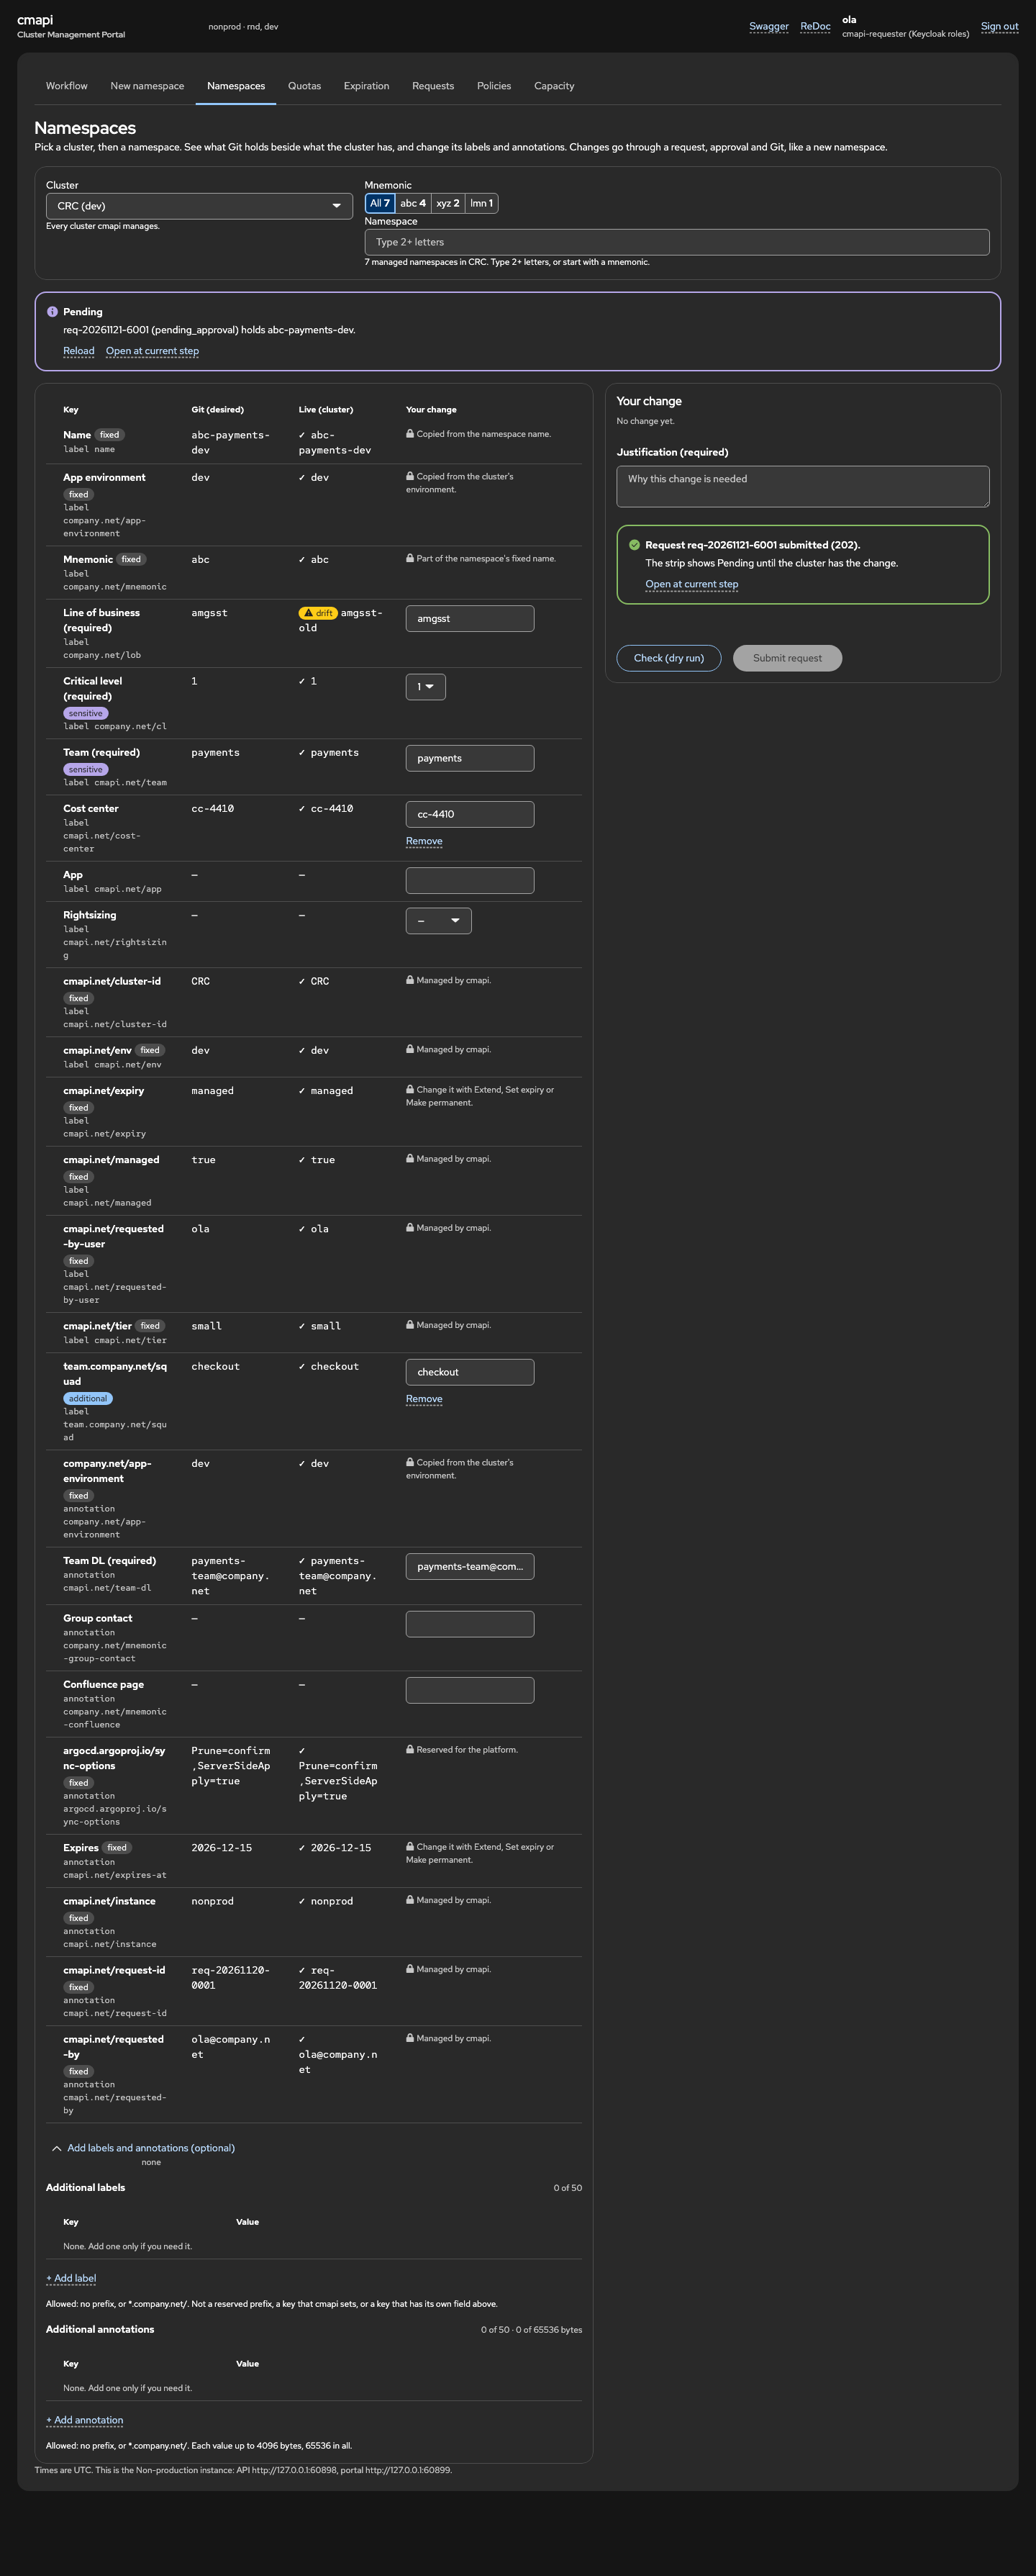 cmapi
Cluster Management Portal
nonprod · rnd, dev
Swagger
ReDoc
ola
cmapi-requester (Keycloak roles)
Sign out
Workflow
New namespace
Namespaces
Quotas
Expiration
Requests
Policies
Capacity
Namespaces
Pick a cluster, then a namespace. See what Git holds beside what the cluster has, and change its labels and annotations. Changes go through a request, approval and Git, like a new namespace.
Cluster
CRC (dev)
Every cluster cmapi manages.
Mnemonic
All 7
abc 4
xyz 2
lmn 1
Namespace
Type 2+ letters
7 managed namespaces in CRC. Type 2+ letters, or start with a mnemonic.
Pending
req-20261121-6001 (pending_approval) holds abc-payments-dev.
Reload
Open at current step
Key
Git (desired)
Live (cluster)
Your change
Name fixed
label name
abc-payments-
dev
✓ abc-
payments-dev
Copied from the namespace name.
App environment
fixed
label
company.net/app-
environment
dev
✓ dev
Copied from the cluster's
environment.
Mnemonic fixed
label
company.net/mnemonic
abc
✓ abc
Part of the namespace's fixed name.
Line of business
(required)
label
company.net/lob
amgsst
drift amgsst-
old
amgsst
Critical level
(required)
sensitive
label company.net/cl
1
✓ 1
1
Team (required)
sensitive
label cmapi.net/team
payments
✓ payments
payments
Cost center
label
cmapi.net/cost-
center
cc-4410
✓ cc-4410
cc-4410
Remove
App
label cmapi.net/app
—
—
Rightsizing
label
cmapi.net/rightsizin
g
—
—
—
cmapi.net/cluster-id
fixed
label
cmapi.net/cluster-id
CRC
✓ CRC
Managed by cmapi.
cmapi.net/env fixed
label cmapi.net/env
dev
✓ dev
Managed by cmapi.
cmapi.net/expiry
fixed
label
cmapi.net/expiry
managed
✓ managed
Change it with Extend, Set expiry or
Make permanent.
cmapi.net/managed
fixed
label
cmapi.net/managed
true
✓ true
Managed by cmapi.
cmapi.net/requested
-by-user
fixed
label
cmapi.net/requested-
by-user
ola
✓ ola
Managed by cmapi.
cmapi.net/tier fixed
label cmapi.net/tier
small
✓ small
Managed by cmapi.
team.company.net/sq
uad
additional
label
team.company.net/squ
ad
checkout
✓ checkout
checkout
Remove
company.net/app-
environment
fixed
annotation
company.net/app-
environment
dev
✓ dev
Copied from the cluster's
environment.
Team DL (required)
annotation
cmapi.net/team-dl
payments-
team@company.
net
✓ payments-
team@company.
net
payments-team@com...
Group contact
annotation
company.net/mnemonic
-group-contact
—
—
Confluence page
annotation
company.net/mnemonic
-confluence
—
—
argocd.argoproj.io/sy
nc-options
fixed
annotation
argocd.argoproj.io/s
ync-options
Prune=confirm
,ServerSideAp
ply=true
✓
Prune=confirm
,ServerSideAp
ply=true
Reserved for the platform.
Expires fixed
annotation
cmapi.net/expires-at
2026-12-15
✓ 2026-12-15
Change it with Extend, Set expiry or
Make permanent.
cmapi.net/instance
fixed
annotation
cmapi.net/instance
nonprod
✓ nonprod
Managed by cmapi.
cmapi.net/request-id
fixed
annotation
cmapi.net/request-id
req-20261120-
0001
✓ req-
20261120-0001
Managed by cmapi.
cmapi.net/requested
-by
fixed
annotation
cmapi.net/requested-
by
ola@company.n
et
✓
ola@company.n
et
Managed by cmapi.
Add labels and annotations (optional)
none
Additional labels
0 of 50
Key
Value
None. Add one only if you need it.
+ Add label
Allowed: no prefix, or *.company.net/. Not a reserved prefix, a key that cmapi sets, or a key that has its own field above.
Additional annotations
0 of 50 · 0 of 65536 bytes
Key
Value
None. Add one only if you need it.
+ Add annotation
Allowed: no prefix, or *.company.net/. Each value up to 4096 bytes, 65536 in all.
Your change
No change yet.
Justification (required)
Why this change is needed
Request req-20261121-6001 submitted (202).
The strip shows Pending until the cluster has the change.
Open at current step
Check (dry run)
Submit request
Times are UTC. This is the Non-production instance: API http://127.0.0.1:60898, portal http://127.0.0.1:60899.